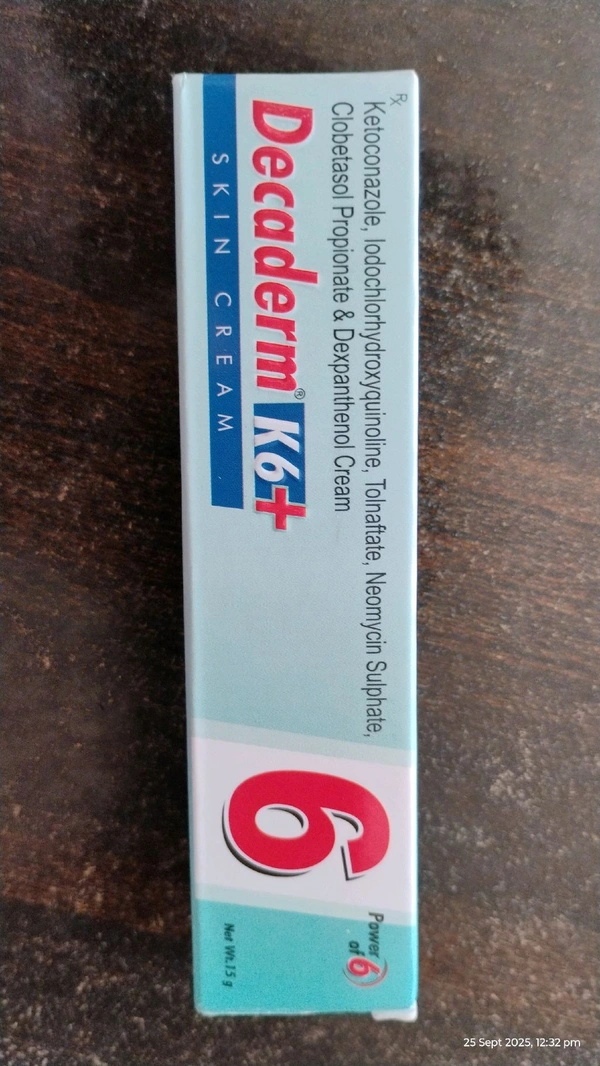 Rx
Ketoconazole, Iodochlorhydroxyquinoline, Tolnaftate, Neomycin Sulphate,
Clobetasol Propionate & Dexpanthenol Cream
Decaderm® K6+
SKIN CREAM
6
Power
of 6
Net Wt.15 g
25 Sept 2025, 12:32 pm